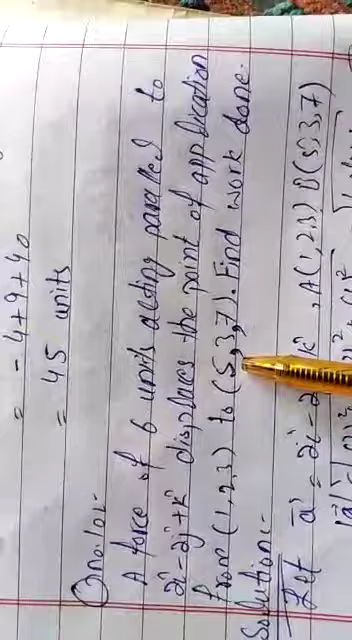 = -4+9+40
= 45 units
A force of 6 units acting parallel to
2i - 2j + k displaces the point of application
from (1,2,3) to (5,3,7). Find work done.
Solution:-
Let a = 2i - 2 k , A(1,2,3) B(5,3,7)